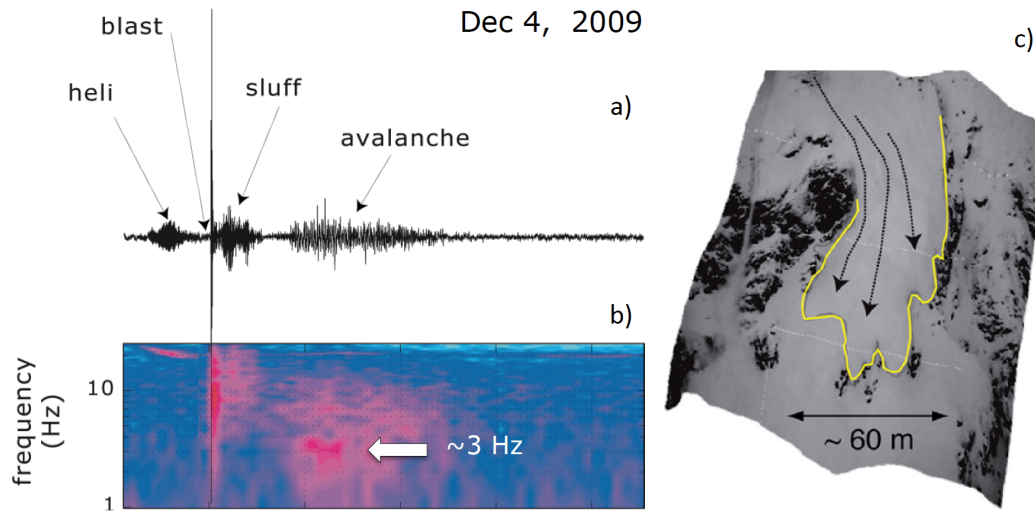 Dec 4, 2009
c)
blast
heli
sluff
a)
avalanche
b)
frequency
(Hz)
10
1
~3 Hz
~ 60 m